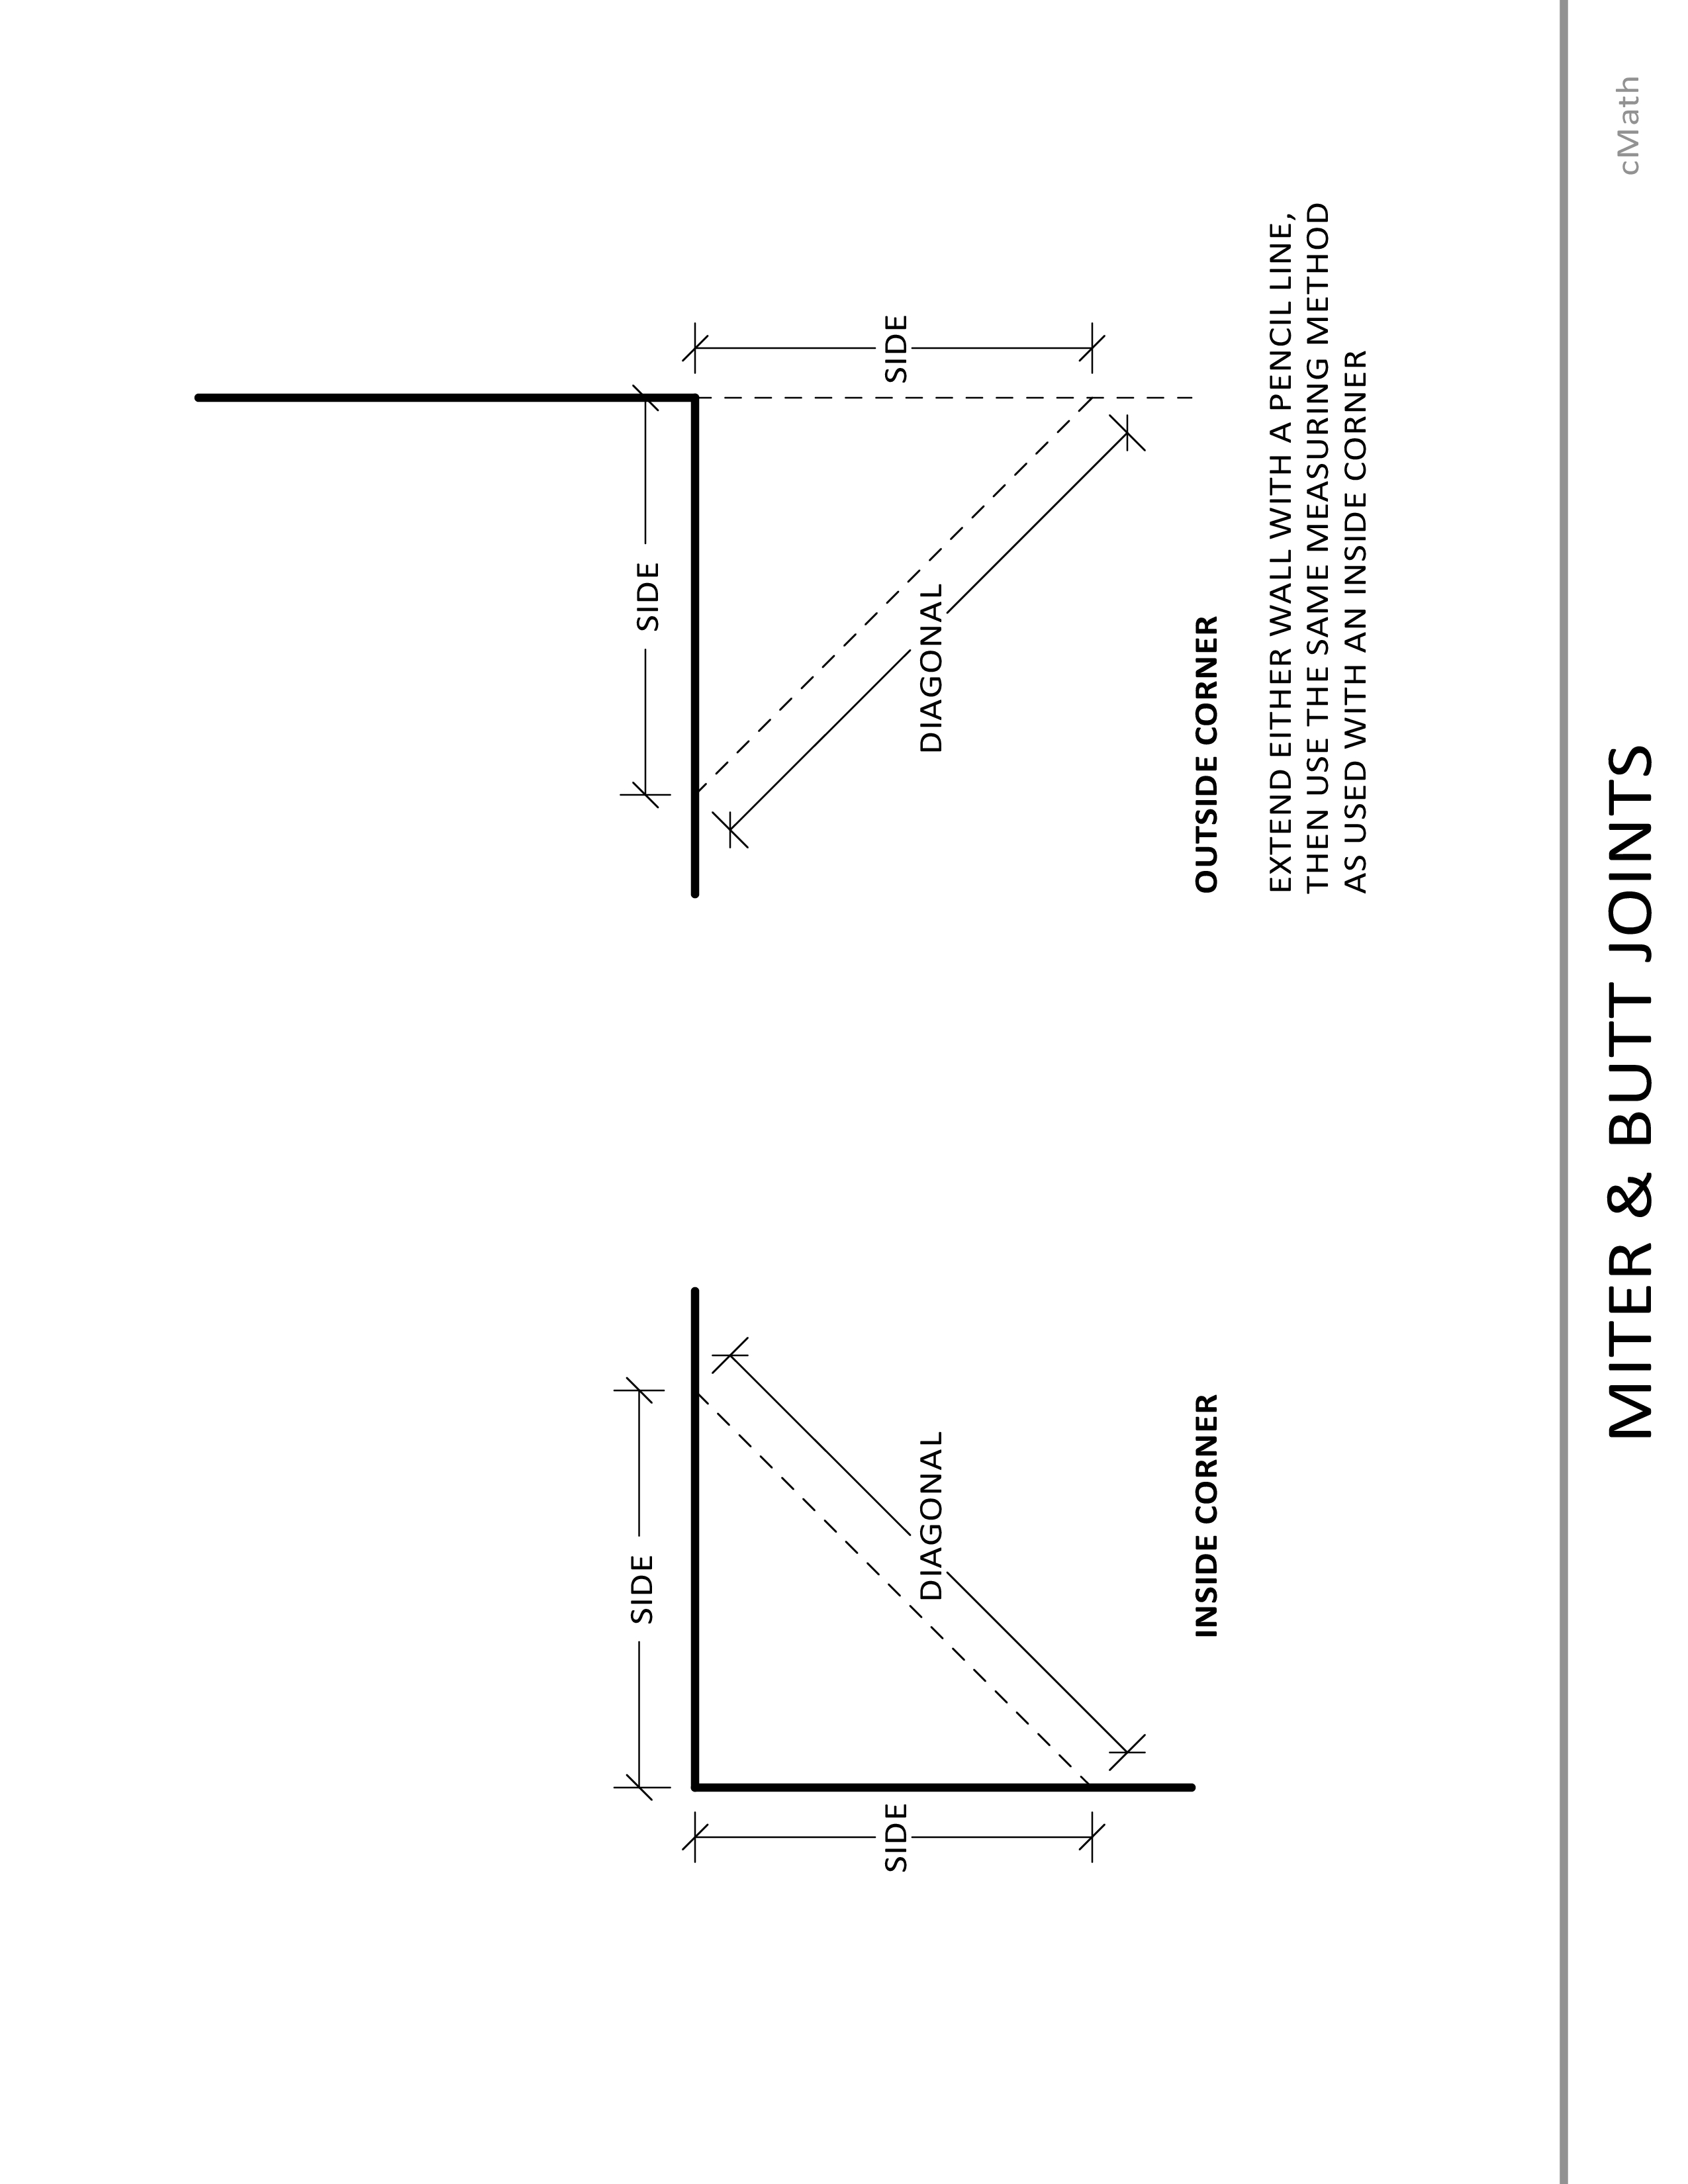 SIDE
SIDE
DIAGONAL
INSIDE CORNER
SIDE
SIDE
DIAGONAL
OUTSIDE CORNER
EXTEND EITHER WALL WITH A PENCIL LINE,
THEN USE THE SAME MEASURING METHOD
AS USED WITH AN INSIDE CORNER
MITER & BUTT JOINTS
cMath